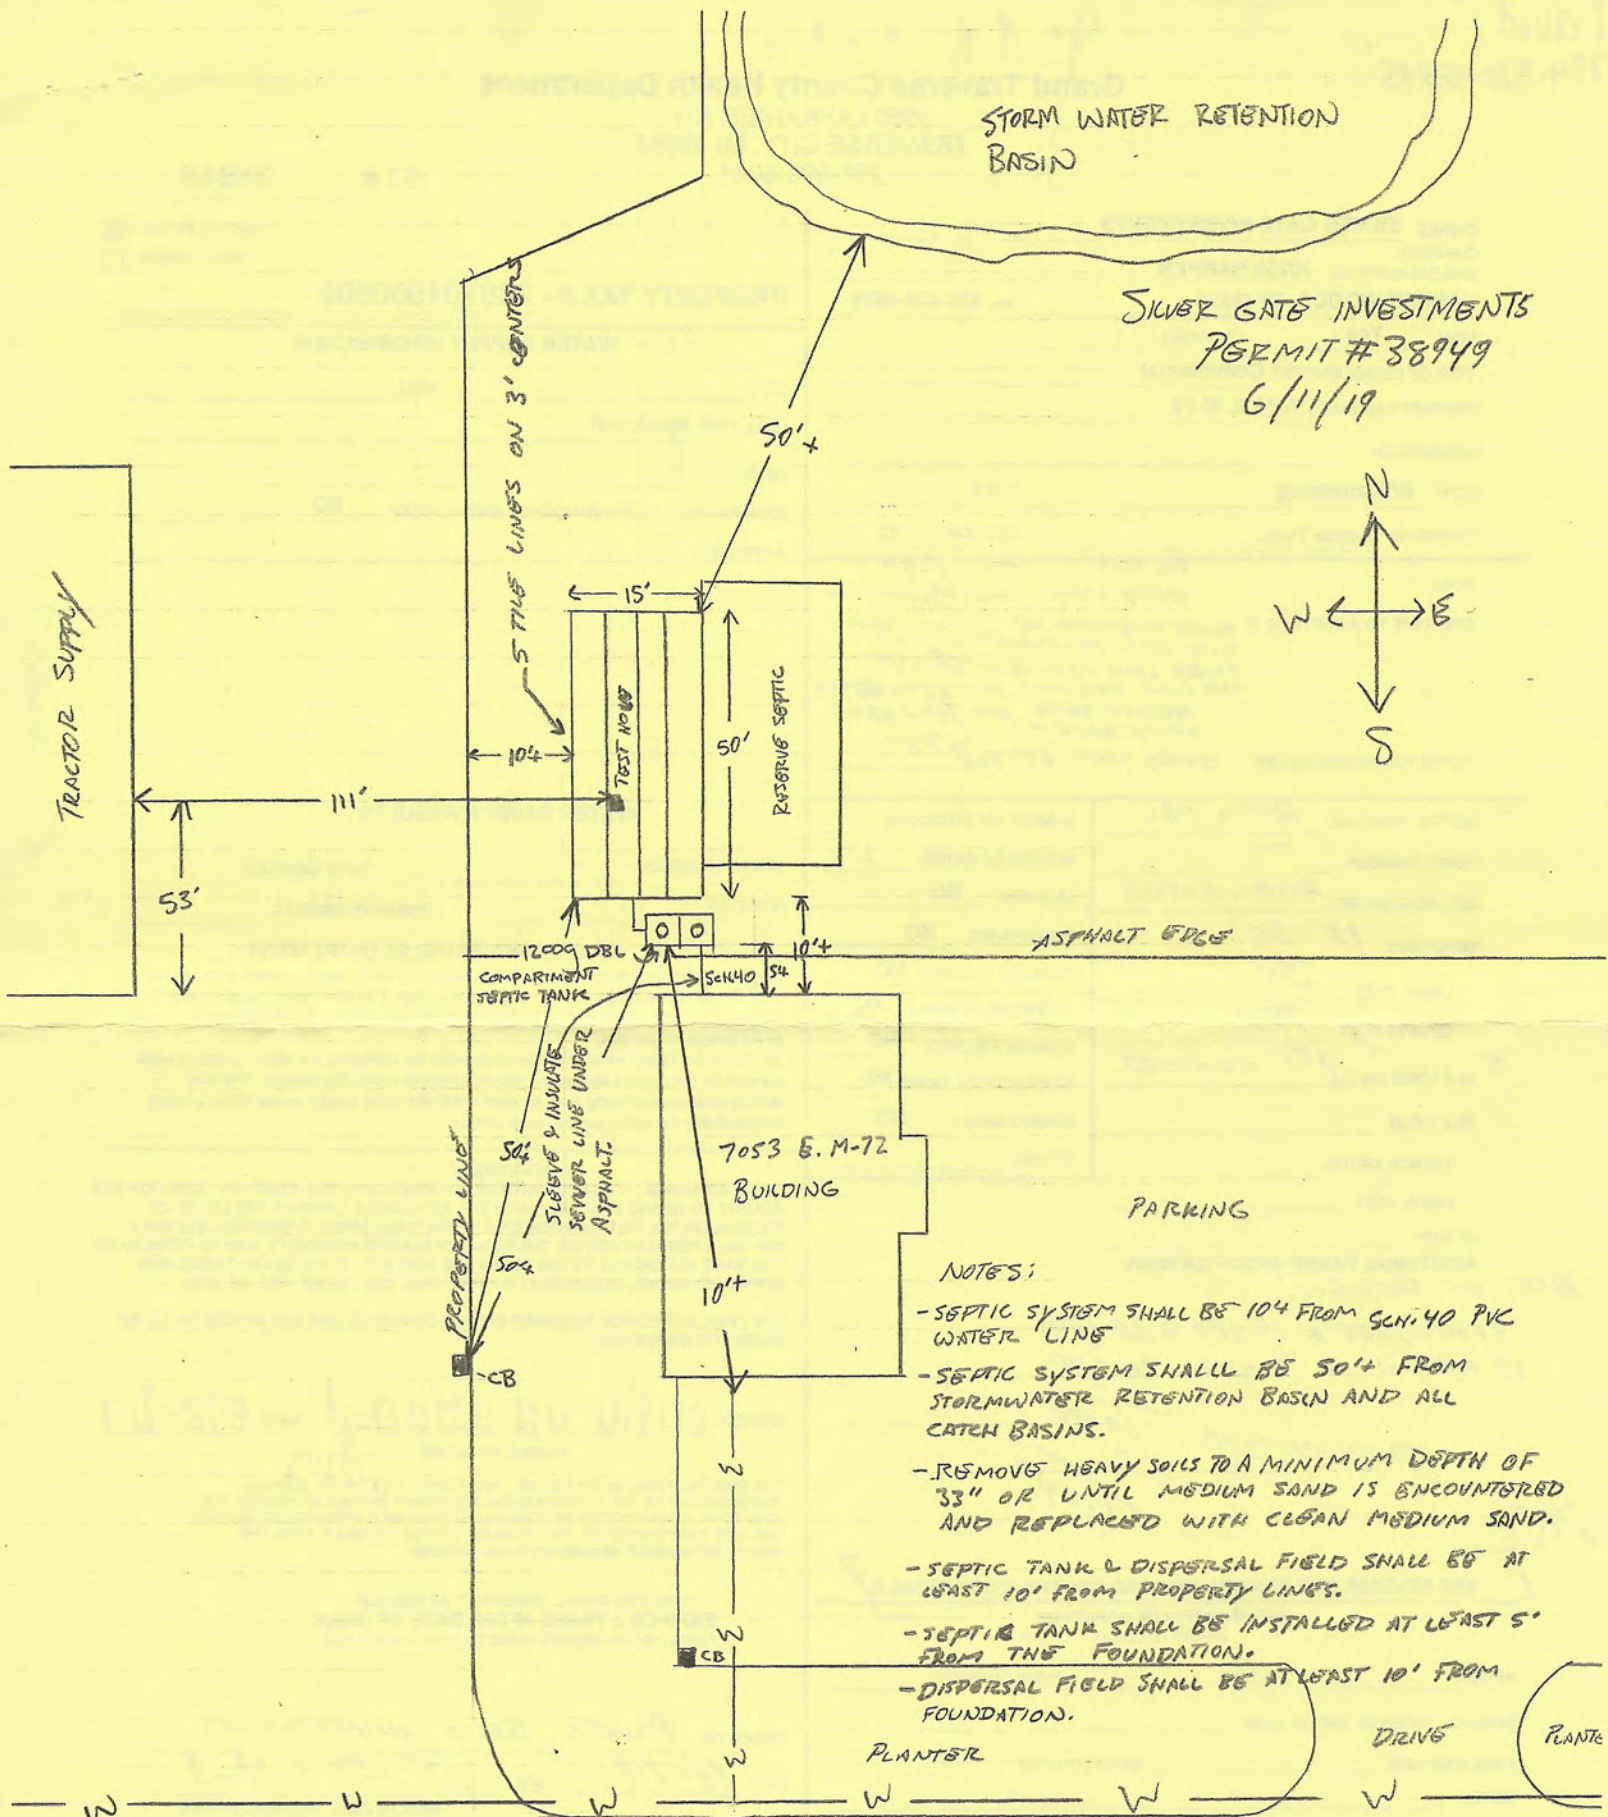 STORM WATER RETENTION
BASIN
SILVER GATE INVESTMENTS
PERMIT # 38949
6/11/19
N
W E
S
5 TILE LINES ON 3' CENTERS
50'+
TRACTOR SUPPLY
15'
TEST HOLE
50'
RESERVE SEPTIC
10'+
111'
53'
1200G DBL
COMPARTMENT
SEPTIC TANK
SCH.40
5'+
10'+
ASPHALT EDGE
SLEEVE & INSULATE
SEWER LINE UNDER
ASPHALT.
50'+
50'+
PROPERTY LINE
CB
7053 E. M-72
BUILDING
10'+
PARKING
NOTES:
- SEPTIC SYSTEM SHALL BE 10'+ FROM SCH. 40 PVC
WATER LINE
- SEPTIC SYSTEM SHALLL BE 50'+ FROM
STORMWATER RETENTION BASIN AND ALL
CATCH BASINS.
- REMOVE HEAVY SOILS TO A MINIMUM DEPTH OF
33" OR UNTIL MEDIUM SAND IS ENCOUNTERED
AND REPLACED WITH CLEAN MEDIUM SAND.
- SEPTIC TANK & DISPERSAL FIELD SHALL BE AT
LEAST 10' FROM PROPERTY LINES.
- SEPTIC TANK SHALL BE INSTALLED AT LEAST 5'
FROM THE FOUNDATION.
- DISPERSAL FIELD SHALL BE AT LEAST 10' FROM
FOUNDATION.
CB
W
W
W
W
PLANTER
DRIVE
PLANTE
W W W W W W